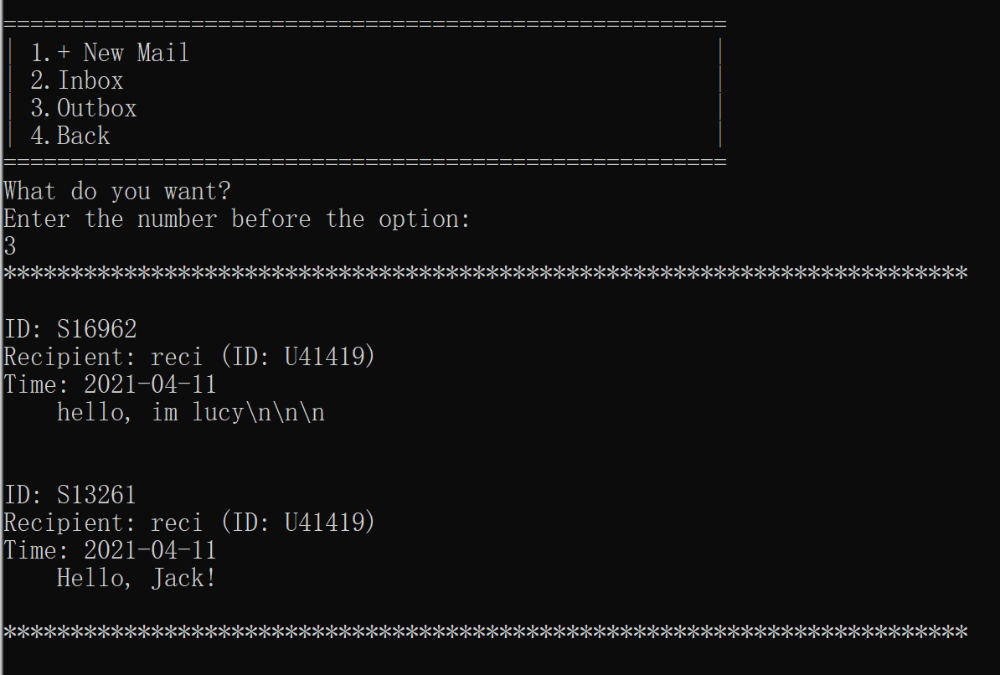 ======================================================
| 1.+ New Mail |
| 2.Inbox |
| 3.Outbox |
| 4.Back |
======================================================
What do you want?
Enter the number before the option:
3
************************************************************************
ID: S16962
Recipient: reci (ID: U41419)
Time: 2021-04-11
hello, im lucy\n\n\n
ID: S13261
Recipient: reci (ID: U41419)
Time: 2021-04-11
Hello, Jack!
************************************************************************